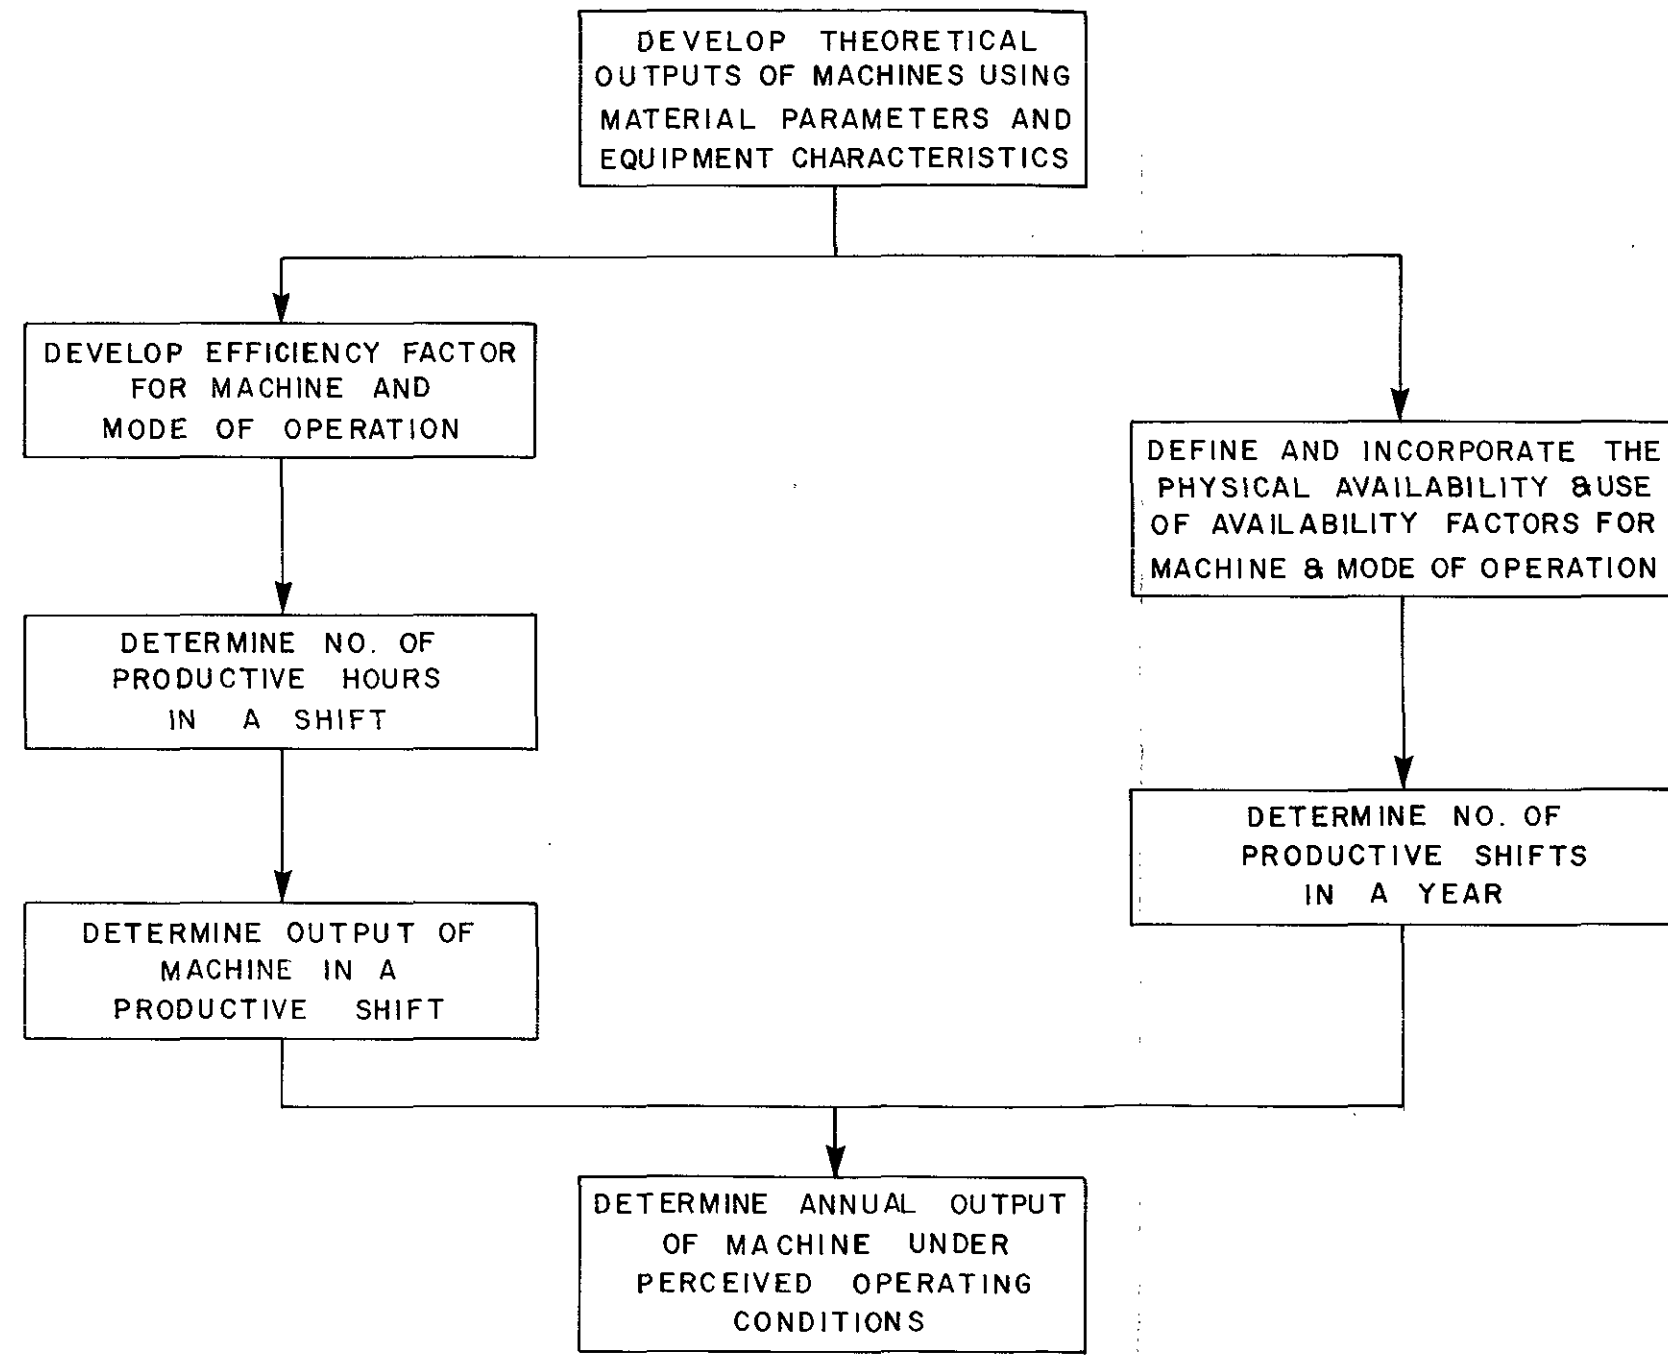 DEVELOP THEORETICAL
OUTPUTS OF MACHINES USING
MATERIAL PARAMETERS AND
EQUIPMENT CHARACTERISTICS
DEVELOP EFFICIENCY FACTOR
FOR MACHINE AND
MODE OF OPERATION
DEFINE AND INCORPORATE THE
PHYSICAL AVAILABILITY & USE
OF AVAILABILITY FACTORS FOR
MACHINE & MODE OF OPERATION
DETERMINE NO. OF
PRODUCTIVE HOURS
IN A SHIFT
DETERMINE NO. OF
PRODUCTIVE SHIFTS
IN A YEAR
DETERMINE OUTPUT OF
MACHINE IN A
PRODUCTIVE SHIFT
DETERMINE ANNUAL OUTPUT
OF MACHINE UNDER
PERCEIVED OPERATING
CONDITIONS